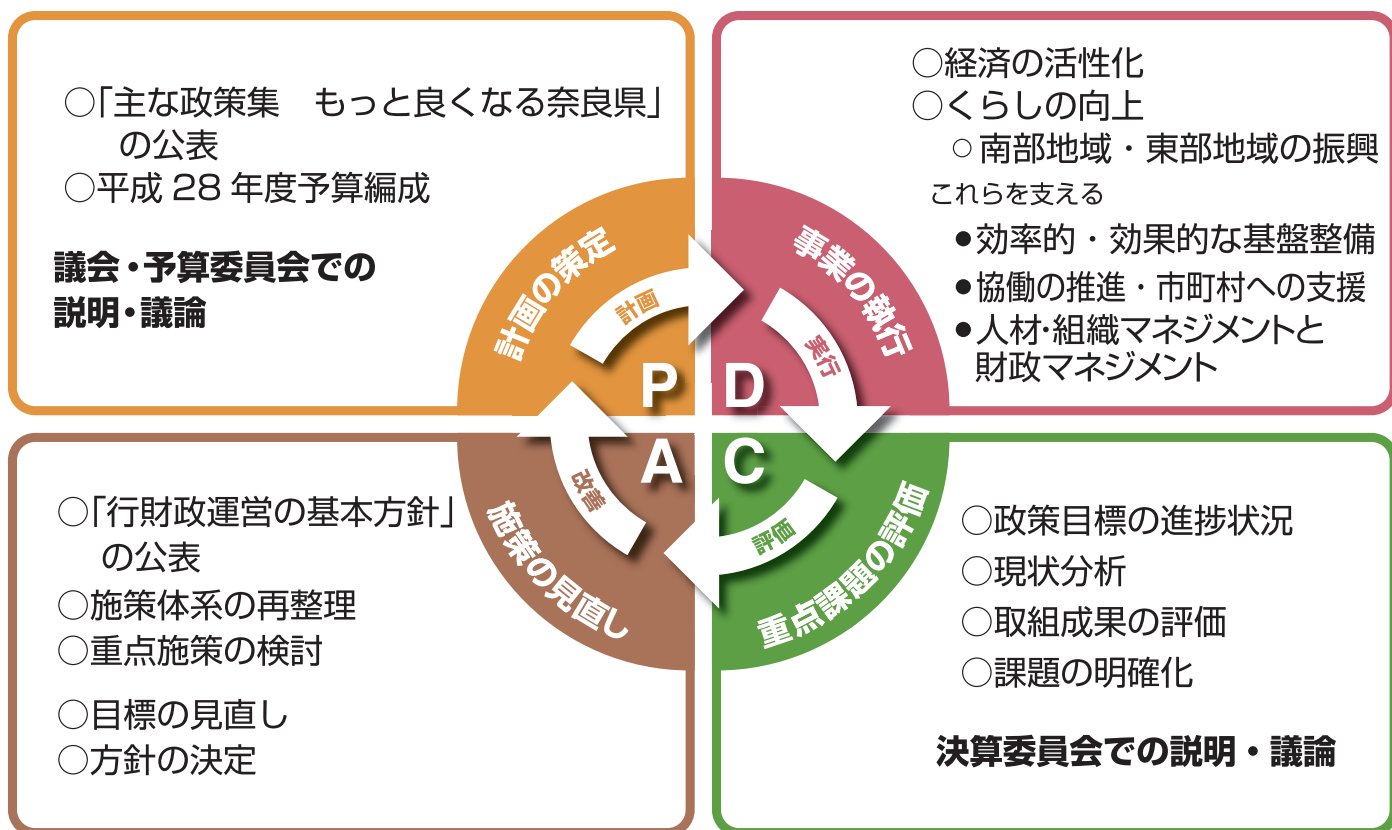 ○「主な政策集　もっと良くなる奈良県」
の公表
○平成 28 年度予算編成
議会・予算委員会での
説明・議論
計画の策定
計画
P
○経済の活性化
○くらしの向上
○南部地域・東部地域の振興
これらを支える
●効率的・効果的な基盤整備
●協働の推進・市町村への支援
●人材・組織マネジメントと
財政マネジメント
事業の執行
実行
D
○「行財政運営の基本方針」
の公表
○施策体系の再整理
○重点施策の検討
○目標の見直し
○方針の決定
施策の見直し
改善
A
○政策目標の進捗状況
○現状分析
○取組成果の評価
○課題の明確化
決算委員会での説明・議論
重点課題の評価
評価
C